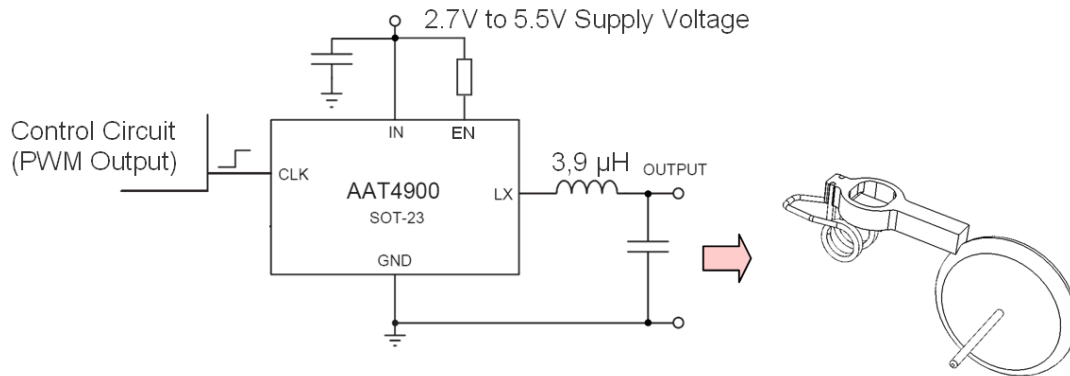 2.7V to 5.5V Supply Voltage
Control Circuit
(PWM Output)
IN
EN
CLK
AAT4900
SOT-23
LX
GND
3,9 µH
OUTPUT